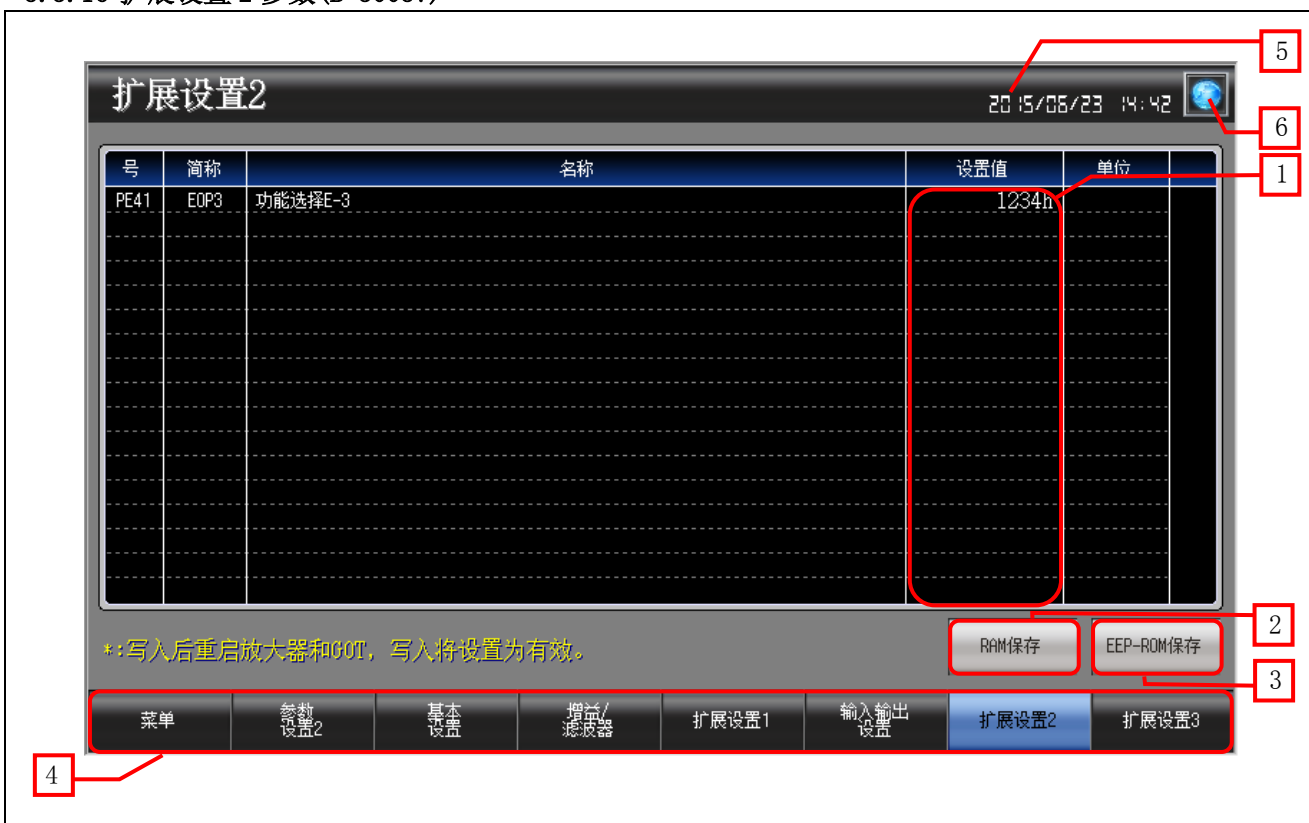 扩展设置2
2015/06/23 14:42
号 简称 名称 设置值 单位
PE41 EOP3 功能选择E-3 1234h
*:写入后重启放大器和GOT，写入将设置为有效。
RAM保存 EEP-ROM保存
菜单 参数设置2 基本设置 增益/滤波器 扩展设置1 输入输出设置 扩展设置2 扩展设置3
5
6
1
2
3
4